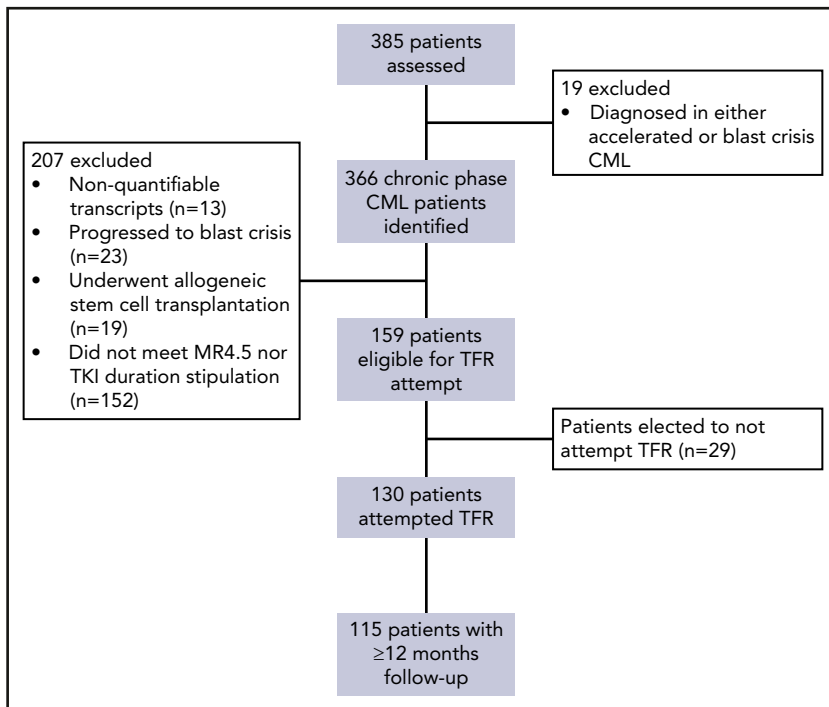 385 patients
assessed
19 excluded
• Diagnosed in either
accelerated or blast crisis
CML
207 excluded
• Non-quantifiable
transcripts (n=13)
• Progressed to blast crisis
(n=23)
• Underwent allogeneic
stem cell transplantation
(n=19)
• Did not meet MR4.5 nor
TKI duration stipulation
(n=152)
366 chronic phase
CML patients
identified
159 patients
eligible for TFR
attempt
Patients elected to not
attempt TFR (n=29)
130 patients
attempted TFR
115 patients with
≥12 months
follow-up